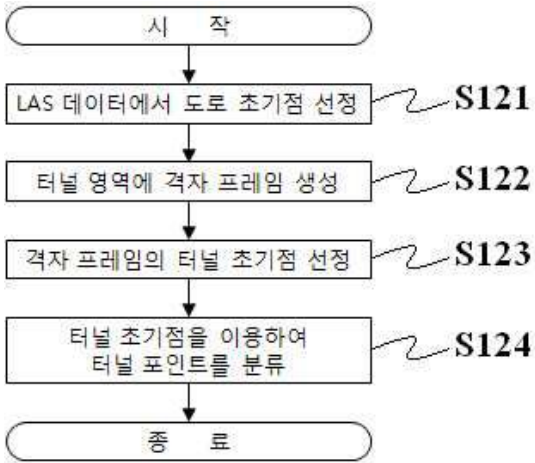 시 작
LAS 데이터에서 도로 초기점 선정
S121
터널 영역에 격자 프레임 생성
S122
격자 프레임의 터널 초기점 선정
S123
터널 초기점을 이용하여
터널 포인트를 분류
S124
종 료